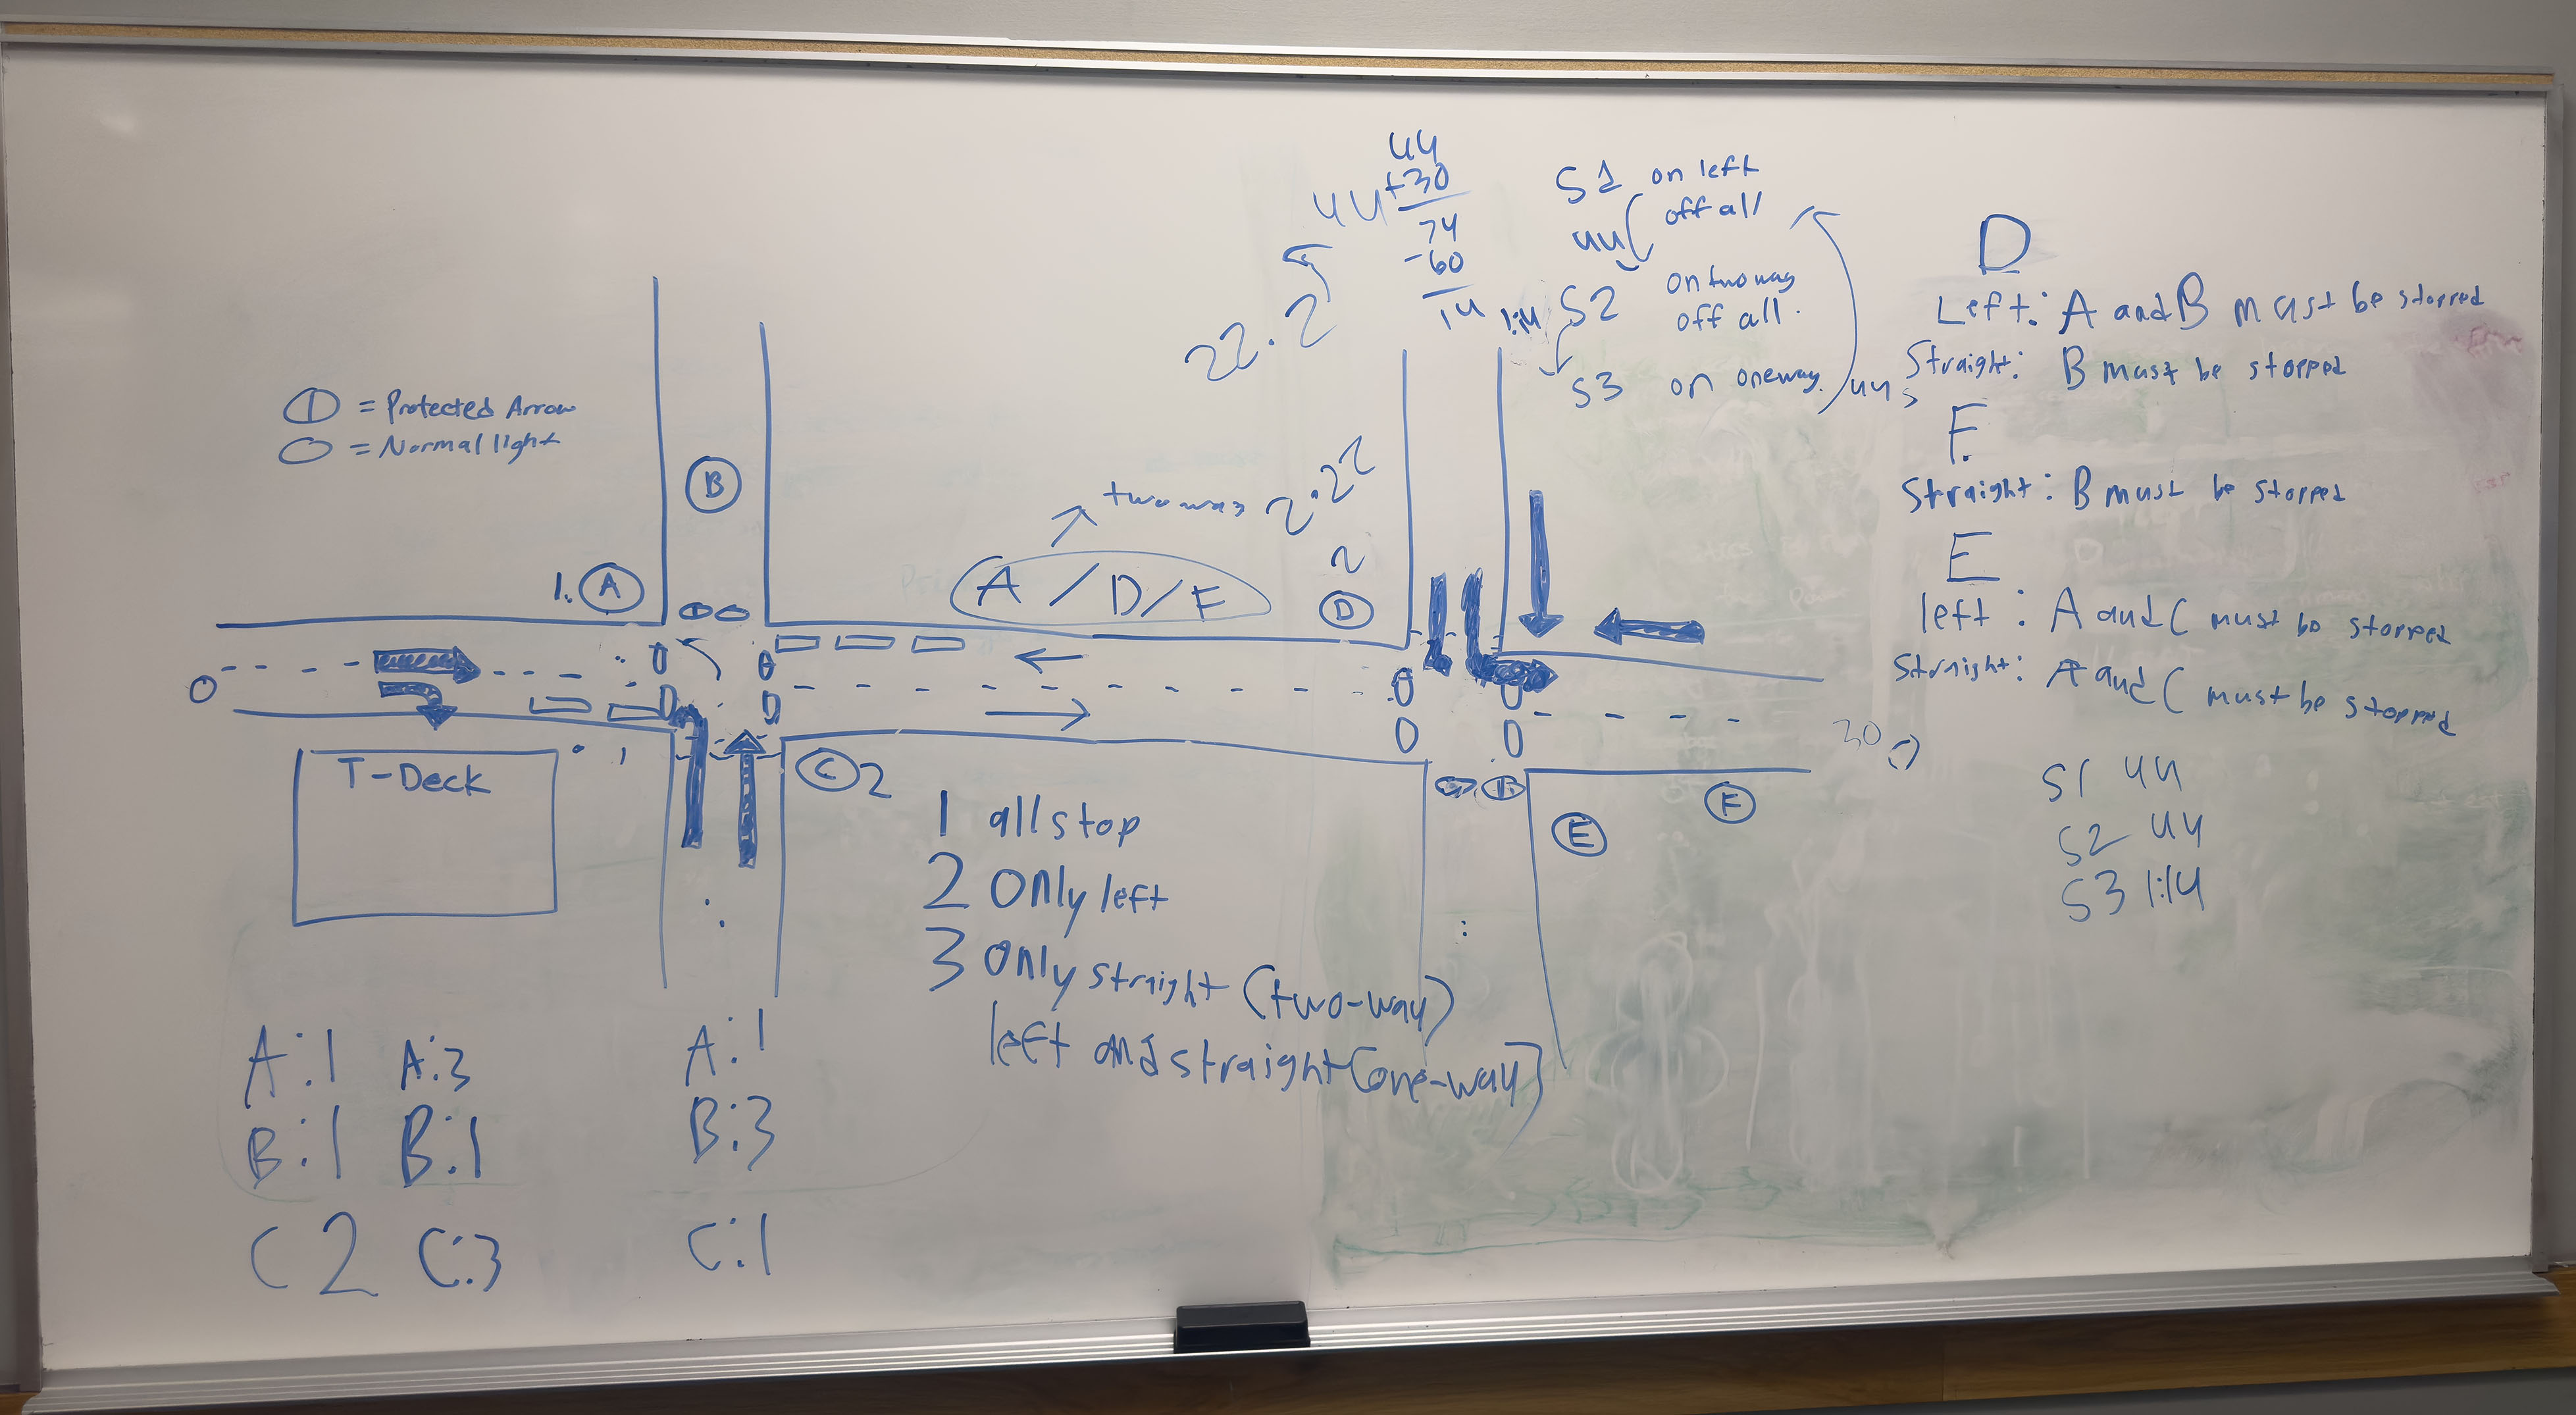 44
+30
44
74
-60
14
1:14
22.2
S1 on left
off all
44
S2 on two way
off all.
S3 on oneway.
44 s
D
Left: A and B must be stopped
Straight: B must be stopped
F
Straight: B must be stopped
E
left: A and C must be stopped
Straight: A and C must be stopped
S1 44
S2 44
S3 1:14
= Protected Arrow
= Normal light
B
two way
2.22
2
1. A
A / D / F
D
T-Deck
C 2
30
E
F
1 all stop
2 Only left
3 Only straight (two-way)
left and straight (one-way)
A:1 A:3 A:1
B:1 B:1 B:3
C 2 C:3 C:1